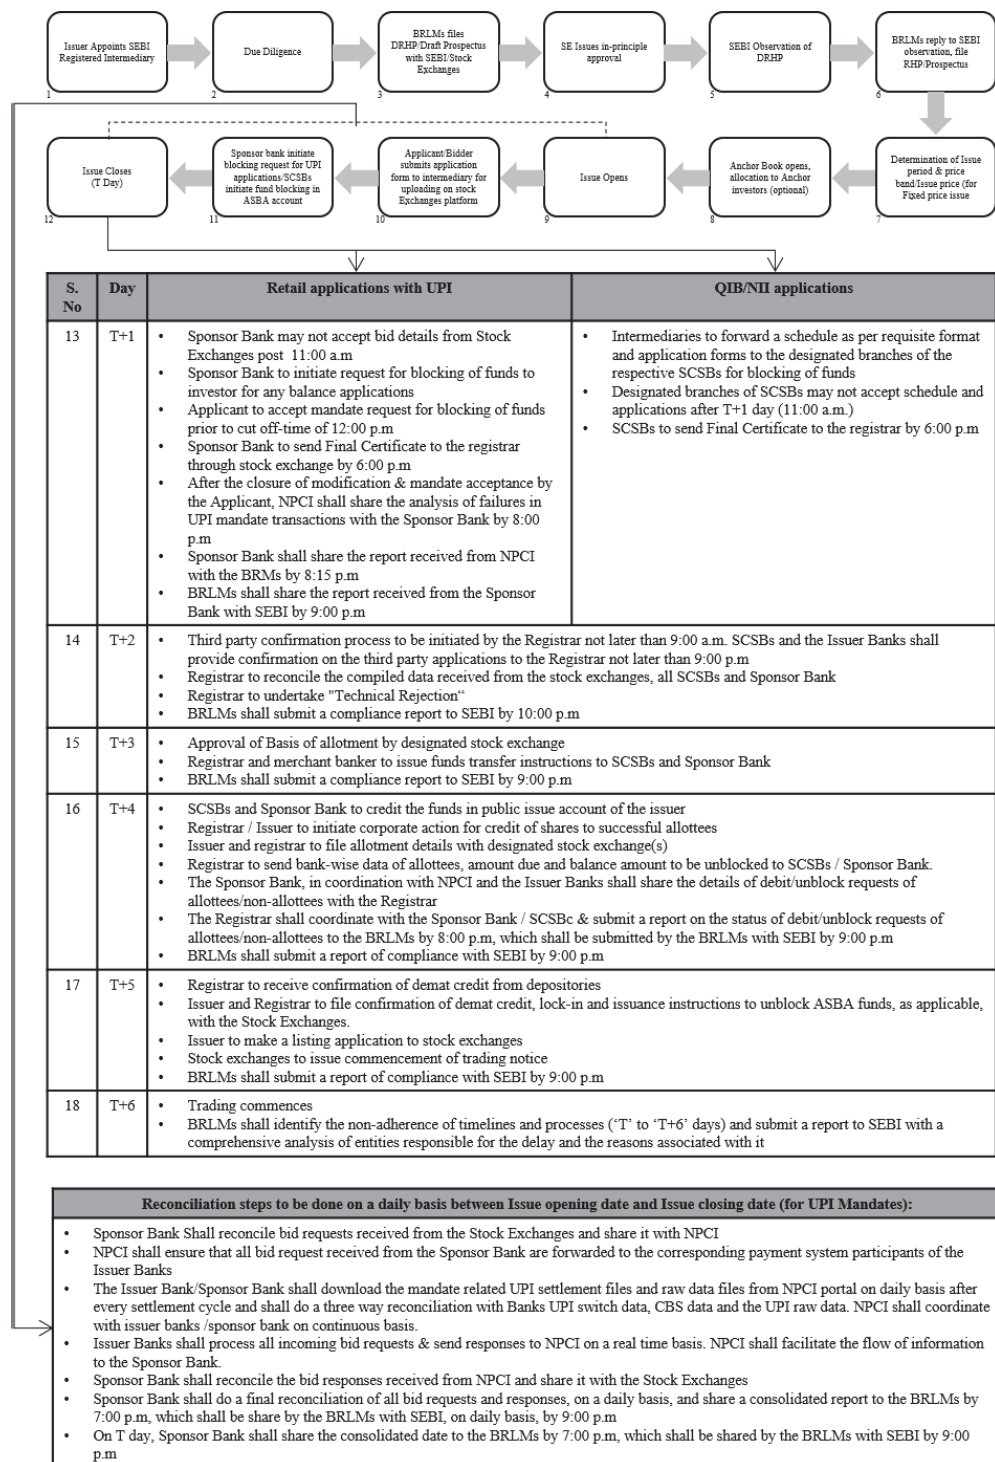 Issuer Appoints SEBI
Registered Intermediary
1
Due Diligence
2
BRLMs files
DRHP/Draft Prospectus
with SEBI/Stock
Exchanges
3
SE Issues in-principe
approval
4
SEBI Observation of
DRHP
5
BRLMs reply to SEBI
observation, file
RHP/Prospectus
6
Determination of Issue
period & price
band/Issue price (for
Fixed price issue
7
Anchor Book opens,
allocation to Anchor
investors (optional)
8
Issue Opens
9
Applicant/Bidder
submits application
form to intermediary for
uploading on stock
Exchanges platform
10
Sponsor bank initiate
blocking request for UPI
applications/SCSBs
initiate fund blocking in
ASBA account
11
Issue Closes
(T Day)
12
S. No
Day
Retail applications with UPI
QIB/NII applications
13
T+1
• Sponsor Bank may not accept bid details from Stock
Exchanges post 11:00 a.m
• Sponsor Bank to initiate request for blocking of funds to
investor for any balance applications
• Applicant to accept mandate request for blocking of funds
prior to cut off-time of 12:00 p.m
• Sponsor Bank to send Final Certificate to the registrar
through stock exchange by 6:00 p.m
• After the closure of modification & mandate acceptance by
the Applicant, NPCI shall share the analysis of failures in
UPI mandate transactions with the Sponsor Bank by 8:00
p.m
• Sponsor Bank shall share the report received from NPCI
with the BRMs by 8:15 p.m
• BRLMs shall share the report received from the Sponsor
Bank with SEBI by 9:00 p.m
• Intermediaries to forward a schedule as per requisite format
and application forms to the designated branches of the
respective SCSBs for blocking of funds
• Designated branches of SCSBs may not accept schedule and
applications after T+1 day (11:00 a.m.)
• SCSBs to send Final Certificate to the registrar by 6:00 p.m
14
T+2
• Third party confirmation process to be initiated by the Registrar not later than 9:00 a.m. SCSBs and the Issuer Banks shall
provide confirmation on the third party applications to the Registrar not later than 9:00 p.m
• Registrar to reconcile the compiled data received from the stock exchanges, all SCSBs and Sponsor Bank
• Registrar to undertake "Technical Rejection“
• BRLMs shall submit a compliance report to SEBI by 10:00 p.m
15
T+3
• Approval of Basis of allotment by designated stock exchange
• Registrar and merchant banker to issue funds transfer instructions to SCSBs and Sponsor Bank
• BRLMs shall submit a compliance report to SEBI by 9:00 p.m
16
T+4
• SCSBs and Sponsor Bank to credit the funds in public issue account of the issuer
• Registrar / Issuer to initiate corporate action for credit of shares to successful allottees
• Issuer and registrar to file allotment details with designated stock exchange(s)
• Registrar to send bank-wise data of allottees, amount due and balance amount to be unblocked to SCSBs / Sponsor Bank.
• The Sponsor Bank, in coordination with NPCI and the Issuer Banks shall share the details of debit/unblock requests of
allottees/non-allottees with the Registrar
• The Registrar shall coordinate with the Sponsor Bank / SCSBc & submit a report on the status of debit/unblock requests of
allottees/non-allottees to the BRLMs by 8:00 p.m, which shall be submitted by the BRLMs with SEBI by 9:00 p.m
• BRLMs shall submit a report of compliance with SEBI by 9:00 p.m
17
T+5
• Registrar to receive confirmation of demat credit from depositories
• Issuer and Registrar to file confirmation of demat credit, lock-in and issuance instructions to unblock ASBA funds, as applicable,
with the Stock Exchanges.
• Issuer to make a listing application to stock exchanges
• Stock exchanges to issue commencement of trading notice
• BRLMs shall submit a report of compliance with SEBI by 9:00 p.m
18
T+6
• Trading commences
• BRLMs shall identify the non-adherence of timelines and processes (‘T’ to ‘T+6’ days) and submit a report to SEBI with a
comprehensive analysis of entities responsible for the delay and the reasons associated with it
Reconciliation steps to be done on a daily basis between Issue opening date and Issue closing date (for UPI Mandates):
• Sponsor Bank Shall reconcile bid requests received from the Stock Exchanges and share it with NPCI
• NPCI shall ensure that all bid request received from the Sponsor Bank are forwarded to the corresponding payment system participants of the
Issuer Banks
• The Issuer Bank/Sponsor Bank shall download the mandate related UPI settlement files and raw data files from NPCI portal on daily basis after
every settlement cycle and shall do a three way reconciliation with Banks UPI switch data, CBS data and the UPI raw data. NPCI shall coordinate
with issuer banks /sponsor bank on continuous basis.
• Issuer Banks shall process all incoming bid requests & send responses to NPCI on a real time basis. NPCI shall facilitate the flow of information
to the Sponsor Bank.
• Sponsor Bank shall reconcile the bid responses received from NPCI and share it with the Stock Exchanges
• Sponsor Bank shall do a final reconciliation of all bid requests and responses, on a daily basis, and share a consolidated report to the BRLMs by
7:00 p.m, which shall be share by the BRLMs with SEBI, on daily basis, by 9:00 p.m
• On T day, Sponsor Bank shall share the consolidated date to the BRLMs by 7:00 p.m, which shall be shared by the BRLMs with SEBI by 9:00
p.m